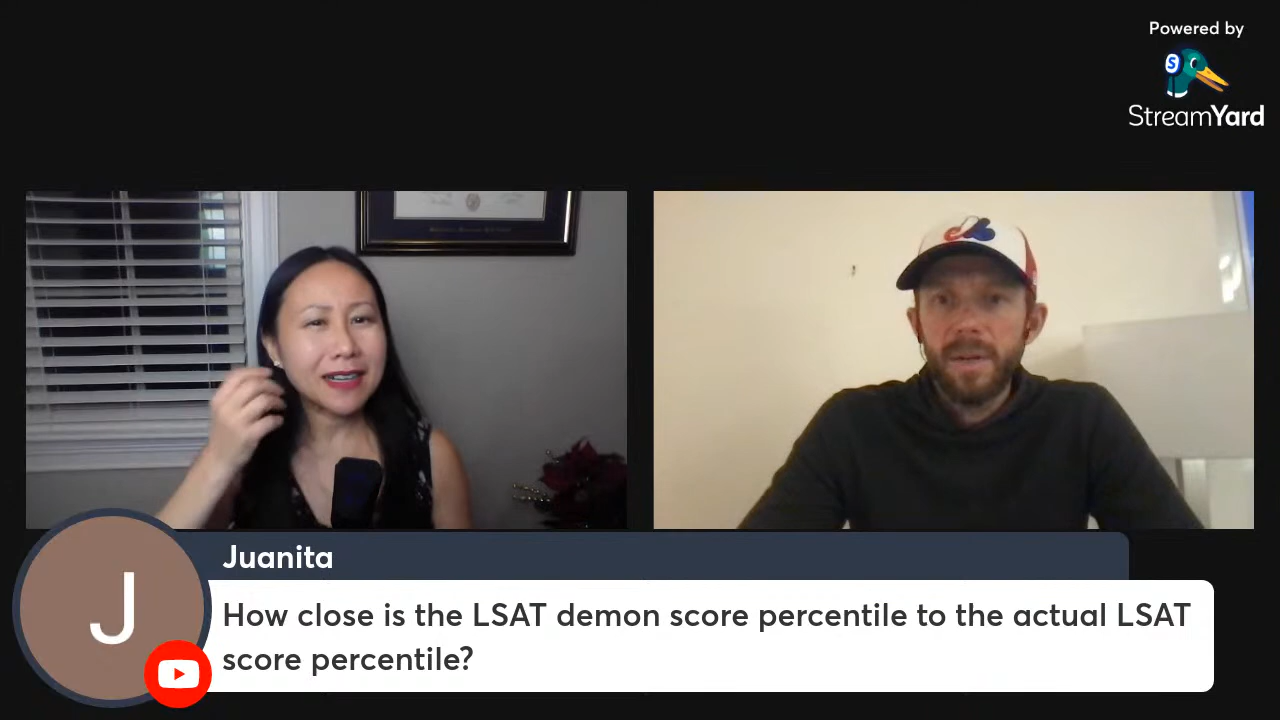 Powered by
StreamYard
Juanita
J
How close is the LSAT demon score percentile to the actual LSAT
score percentile?